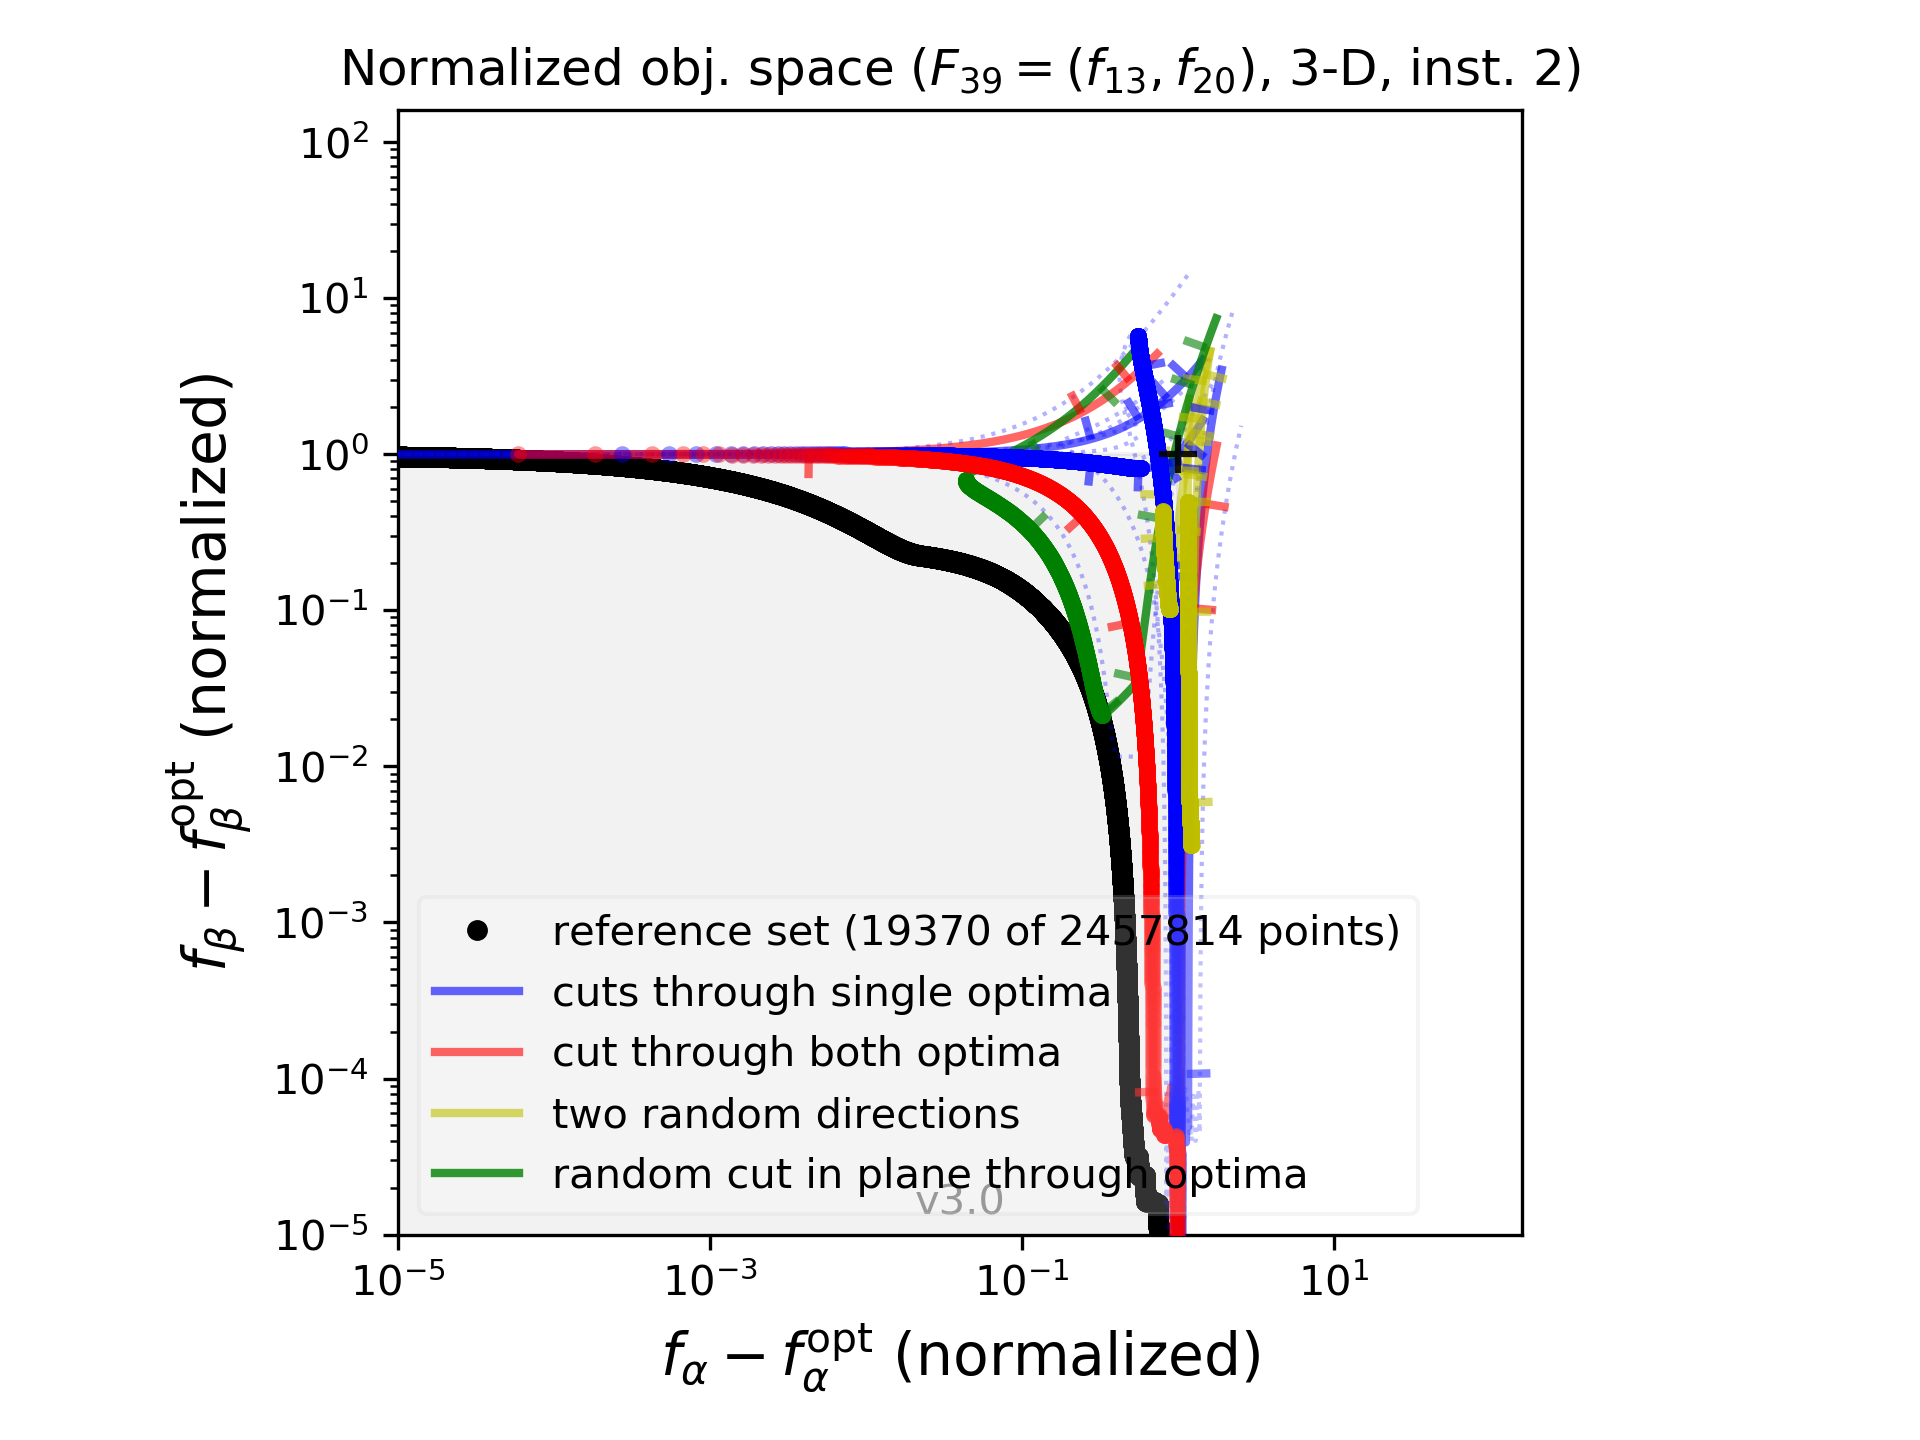 Normalized obj. space (F₃₉ = (f₁₃, f₂₀), 3-D, inst. 2)
10²
10¹
10⁰
10⁻¹
10⁻²
10⁻³
10⁻⁴
10⁻⁵
f_β − f_β^opt (normalized)
reference set (19370 of 2457814 points)
cuts through single optima
cut through both optima
two random directions
random cut in plane through optima
v3.0
10⁻⁵ 10⁻³ 10⁻¹ 10¹
f_α − f_α^opt (normalized)